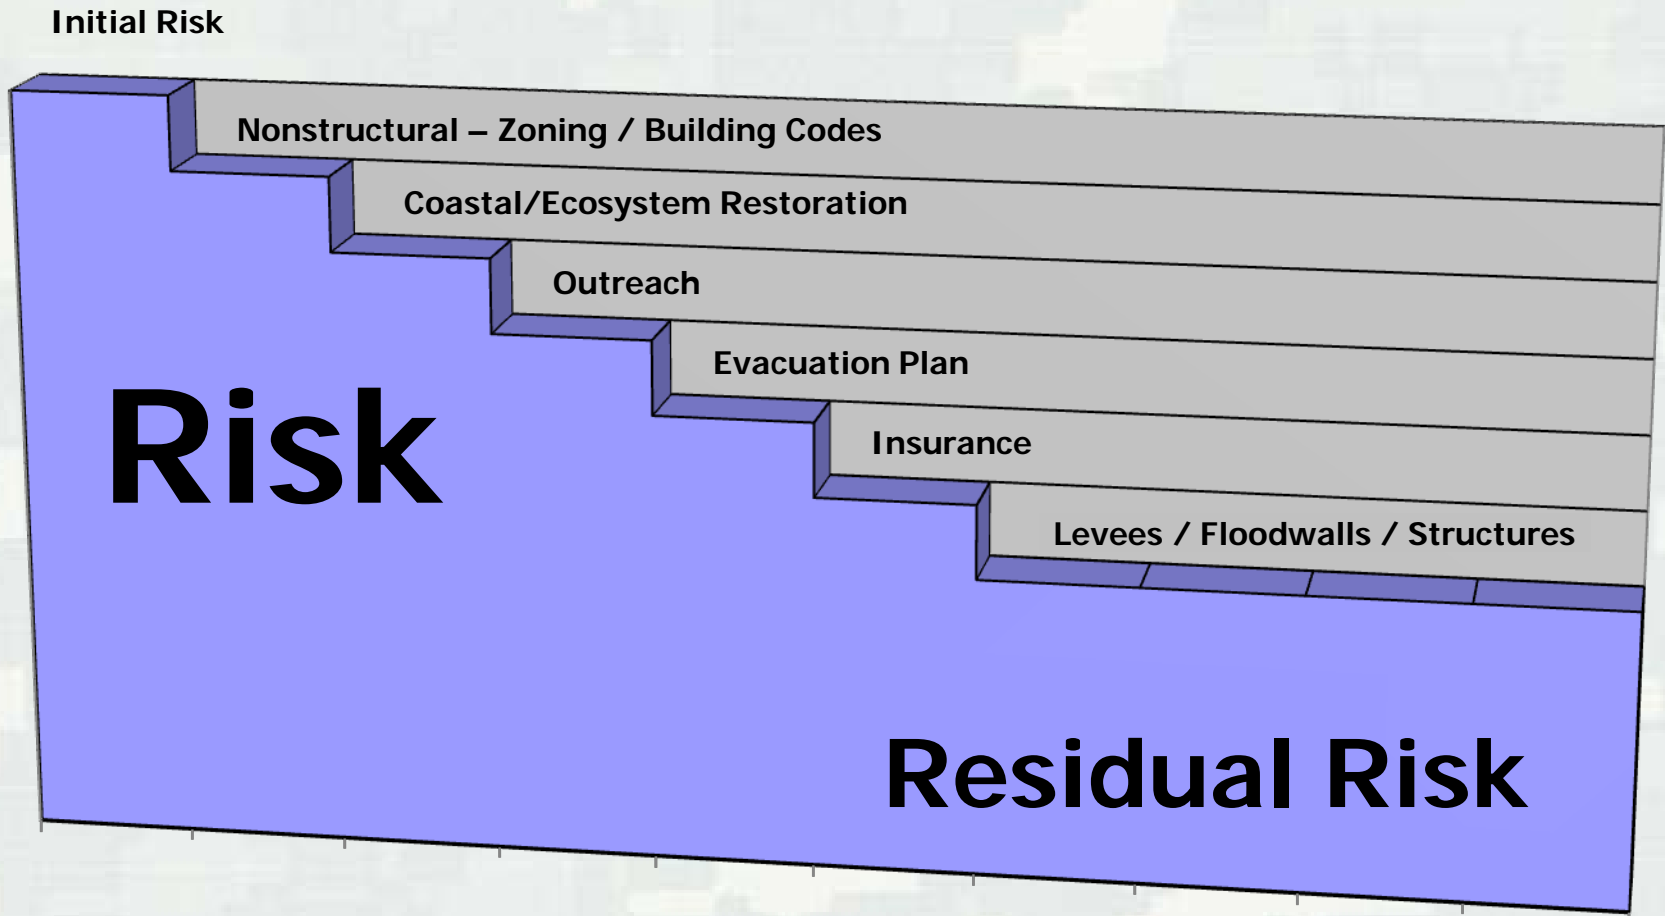 Initial Risk
Nonstructural – Zoning / Building Codes
Coastal/Ecosystem Restoration
Outreach
Evacuation Plan
Insurance
Levees / Floodwalls / Structures
Risk
Residual Risk